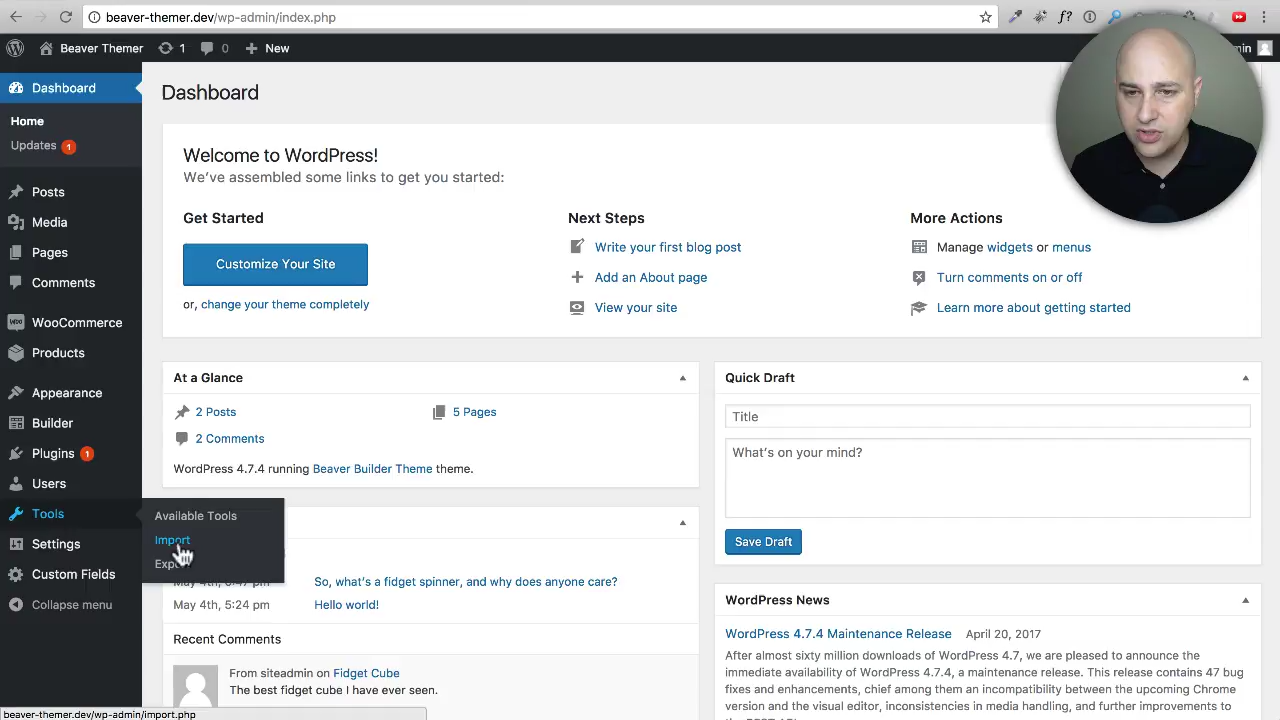 beaver-themer.dev/wp-admin/index.php
f?
Beaver Themer 1 0 New
min
Dashboard
Home
Updates 1
Posts
Media
Pages
Comments
WooCommerce
Products
Appearance
Builder
Plugins 1
Users
Tools
Settings
Custom Fields
Collapse menu
Available Tools
Import
Dashboard
Welcome to WordPress!
We've assembled some links to get you started:
Get Started
Customize Your Site
or, change your theme completely
Next Steps
Write your first blog post
Add an About page
View your site
More Actions
Manage widgets or menus
Turn comments on or off
Learn more about getting started
At a Glance
2 Posts 5 Pages
2 Comments
WordPress 4.7.4 running Beaver Builder Theme theme.
So, what's a fidget spinner, and why does anyone care?
May 4th, 5:24 pm Hello world!
Recent Comments
From siteadmin on Fidget Cube
The best fidget cube I have ever seen.
Quick Draft
Title
What's on your mind?
Save Draft
WordPress News
WordPress 4.7.4 Maintenance Release April 20, 2017
After almost sixty million downloads of WordPress 4.7, we are pleased to announce the
immediate availability of WordPress 4.7.4, a maintenance release. This release contains 47 bug
fixes and enhancements, chief among them an incompatibility between the upcoming Chrome
version and the visual editor, inconsistencies in media handling, and further improvements to
beaver-themer.dev/wp-admin/import.php